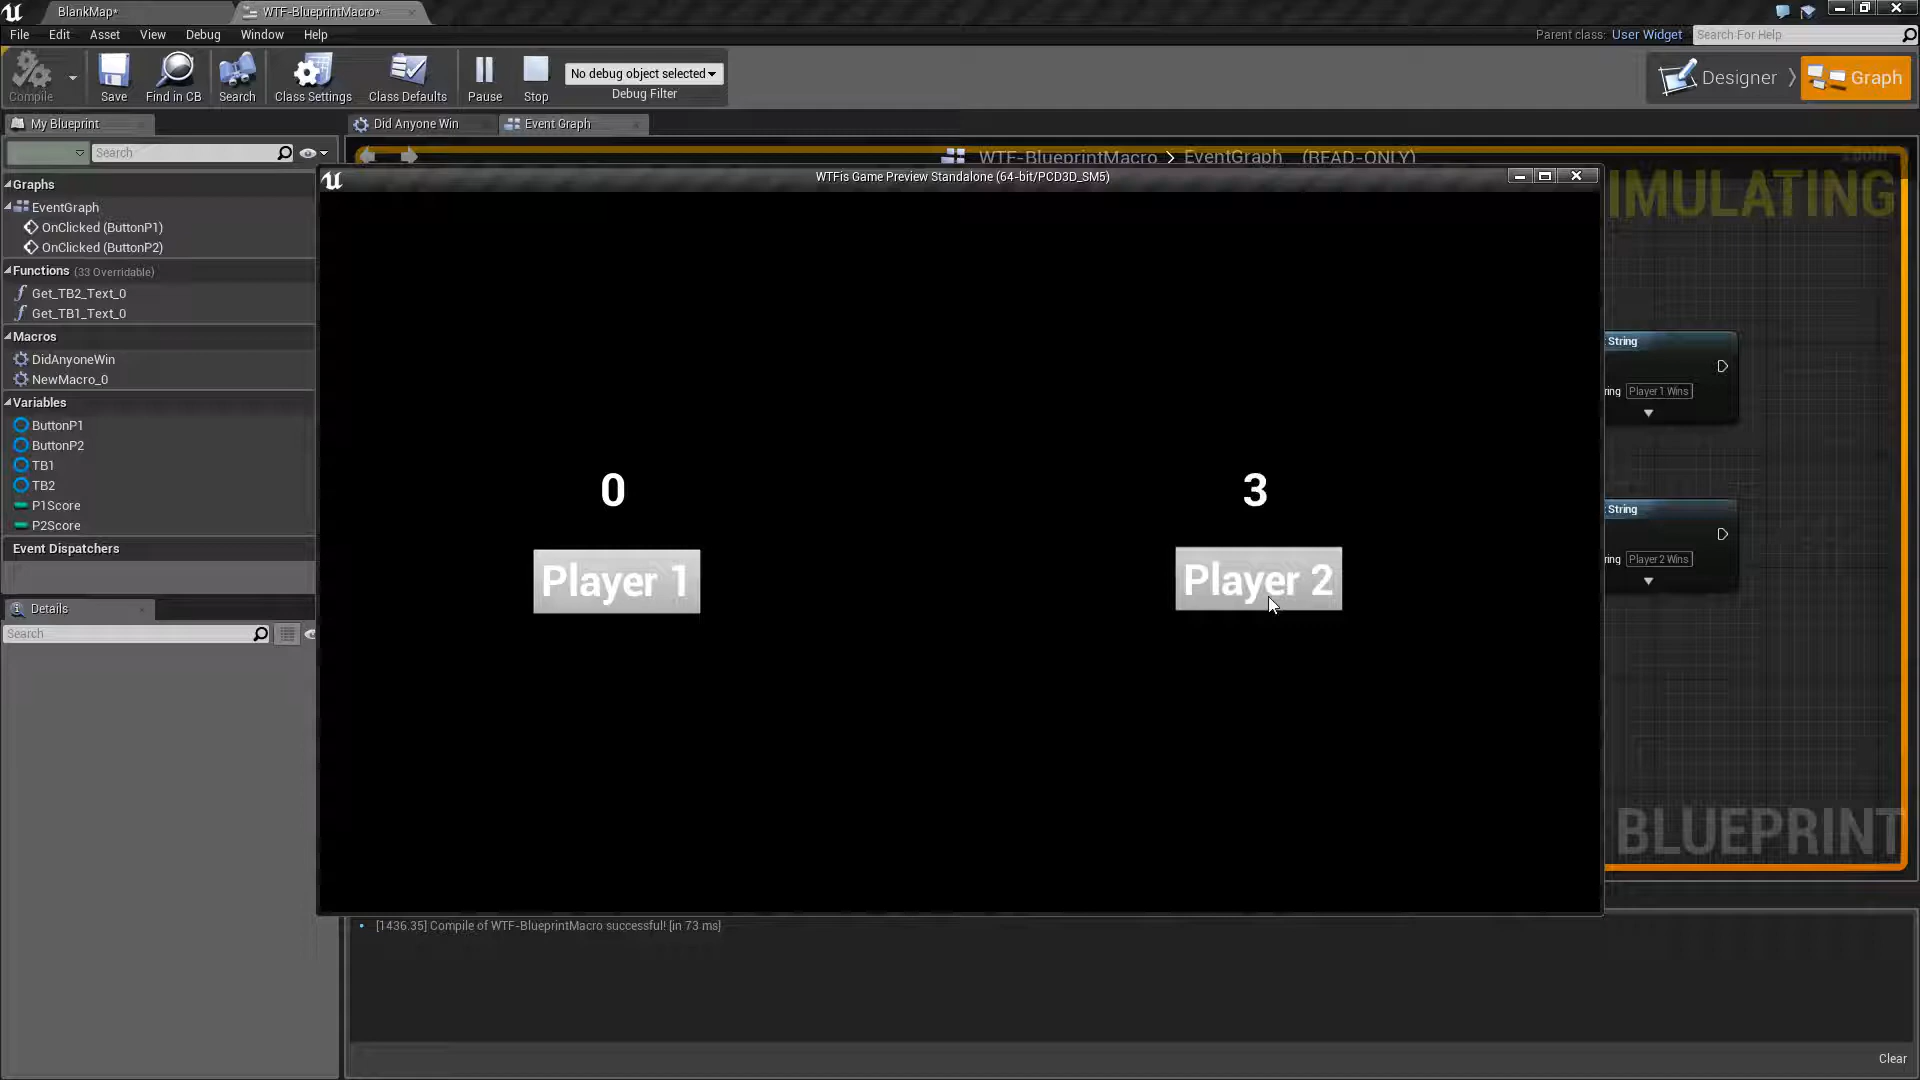 BlankMap*
WTF-BlueprintMacro*
File Edit Asset View Debug Window Help
Parent class: User Widget
Search For Help
Compile
Save
Find in CB
Search
Class Settings
Class Defaults
Pause
Stop
No debug object selected
Debug Filter
Designer
Graph
My Blueprint
Did Anyone Win
Event Graph
Search
WTF-BlueprintMacro > EventGraph (READ-ONLY)
WTFis Game Preview Standalone (64-bit/PCD3D_SM5)
IMULATING
Graphs
EventGraph
OnClicked (ButtonP1)
OnClicked (ButtonP2)
Functions (33 Overridable)
Get_TB2_Text_0
Get_TB1_Text_0
Macros
DidAnyoneWin
NewMacro_0
Variables
ButtonP1
ButtonP2
TB1
TB2
P1Score
P2Score
Event Dispatchers
Details
Search
0
3
Player 1
Player 2
String
ring Player 1 Wins
String
ring Player 2 Wins
BLUEPRINT
[1436.35] Compile of WTF-BlueprintMacro successful! [in 73 ms]
Clear